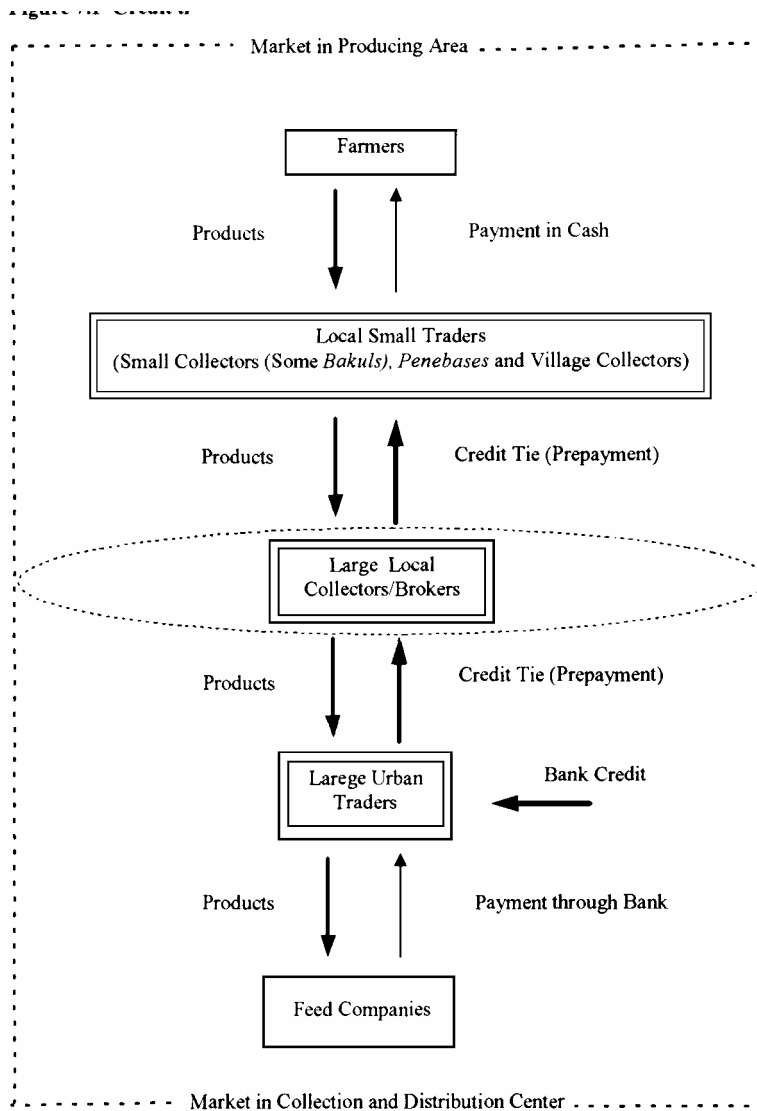 Market in Producing Area
Farmers
Products
Payment in Cash
Local Small Traders
(Small Collectors (Some Bakuls), Penebases and Village Collectors)
Products
Credit Tie (Prepayment)
Large Local
Collectors/Brokers
Products
Credit Tie (Prepayment)
Larege Urban
Traders
Bank Credit
Products
Payment through Bank
Feed Companies
Market in Collection and Distribution Center